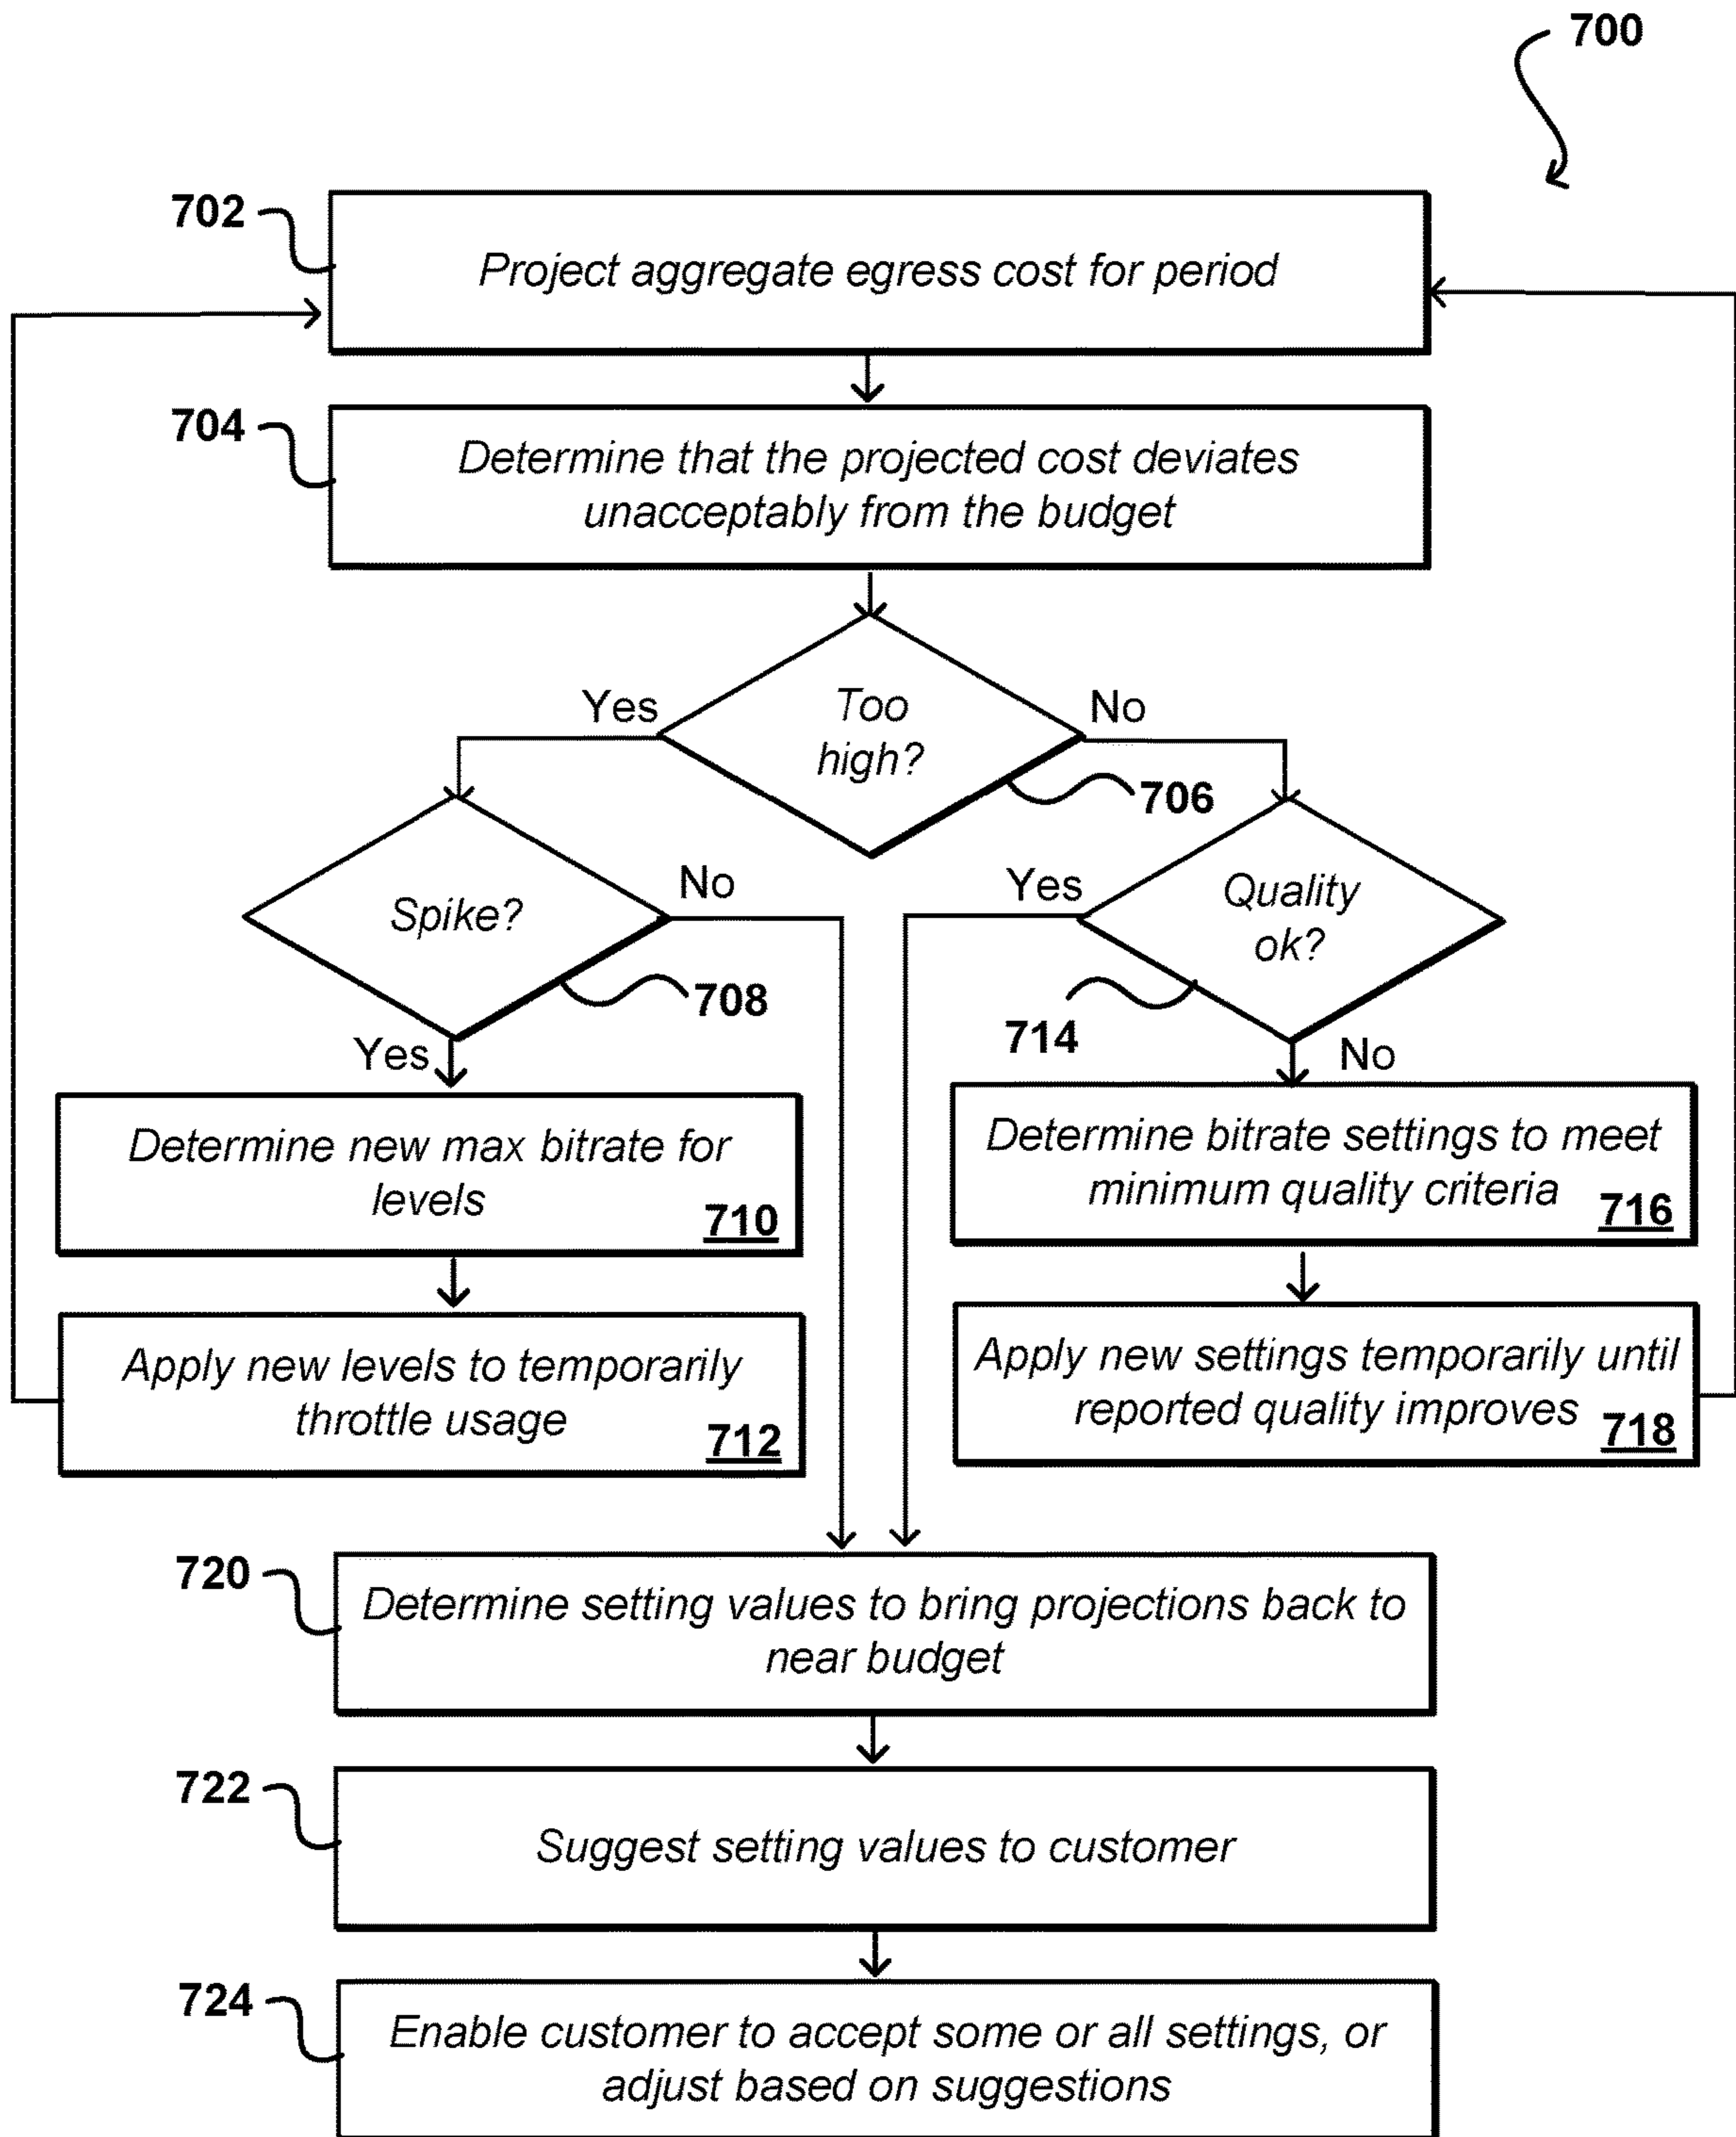 700
702
Project aggregate egress cost for period
704
Determine that the projected cost deviates
unacceptably from the budget
Yes
Too
high?
No
706
Spike?
No
708
Yes
Yes
Quality
ok?
714
No
Determine new max bitrate for
levels
710
Determine bitrate settings to meet
minimum quality criteria
716
Apply new levels to temporarily
throttle usage
712
Apply new settings temporarily until
reported quality improves
718
720
Determine setting values to bring projections back to
near budget
722
Suggest setting values to customer
724
Enable customer to accept some or all settings, or
adjust based on suggestions